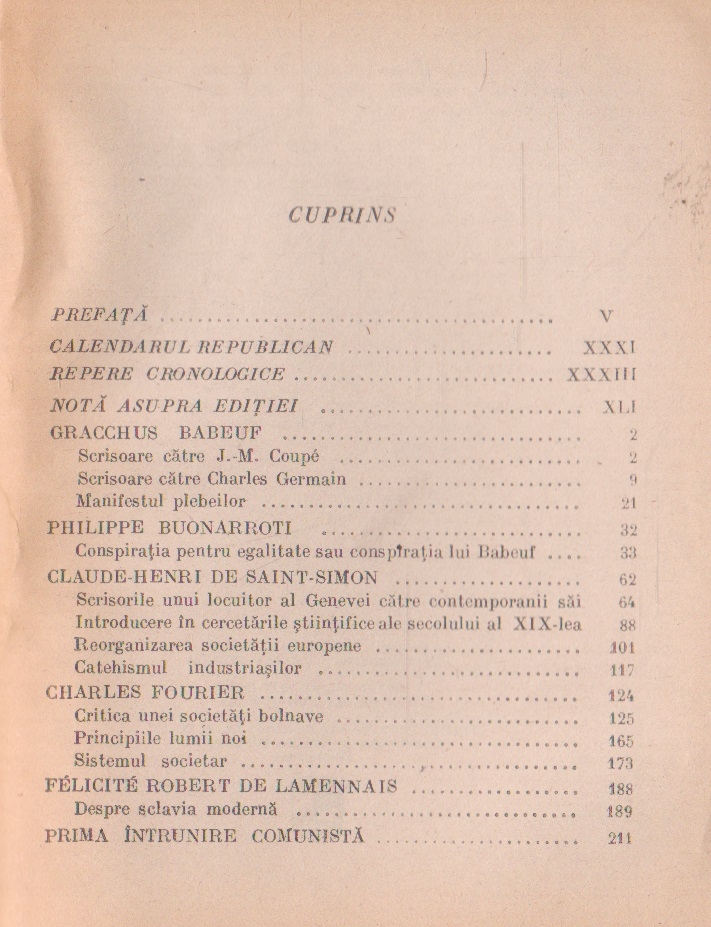 CUPRINS
PREFAȚĂ ........................................ V
CALENDARUL REPUBLICAN ..................... XXXI
REPERE CRONOLOGICE .......................... XXXIII
NOTĂ ASUPRA EDIȚIEI .......................... XLI
GRACCHUS BABEUF .............................. 2
Scrisoare către J.-M. Coupé ......................... 2
Scrisoare către Charles Germain ....................... 9
Manifestul plebeilor ................................ 21
PHILIPPE BUONARROTI .......................... 32
Conspirația pentru egalitate sau conspirația lui Babeuf .... 33
CLAUDE-HENRI DE SAINT-SIMON ................... 62
Scrisorile unui locuitor al Genevei către contemporanii săi 64
Introducere în cercetările științifice ale secolului al XIX-lea 88
Reorganizarea societății europene ..................... 101
Catehismul industriașilor ........................... 117
CHARLES FOURIER ................................ 124
Critica unei societăți bolnave ......................... 125
Principiile lumii noi ................................ 165
Sistemul societar .................................. 173
FÉLICITÉ ROBERT DE LAMENNAIS ................. 188
Despre sclavia modernă ............................. 189
PRIMA ÎNTRUNIRE COMUNISTĂ ..................... 211